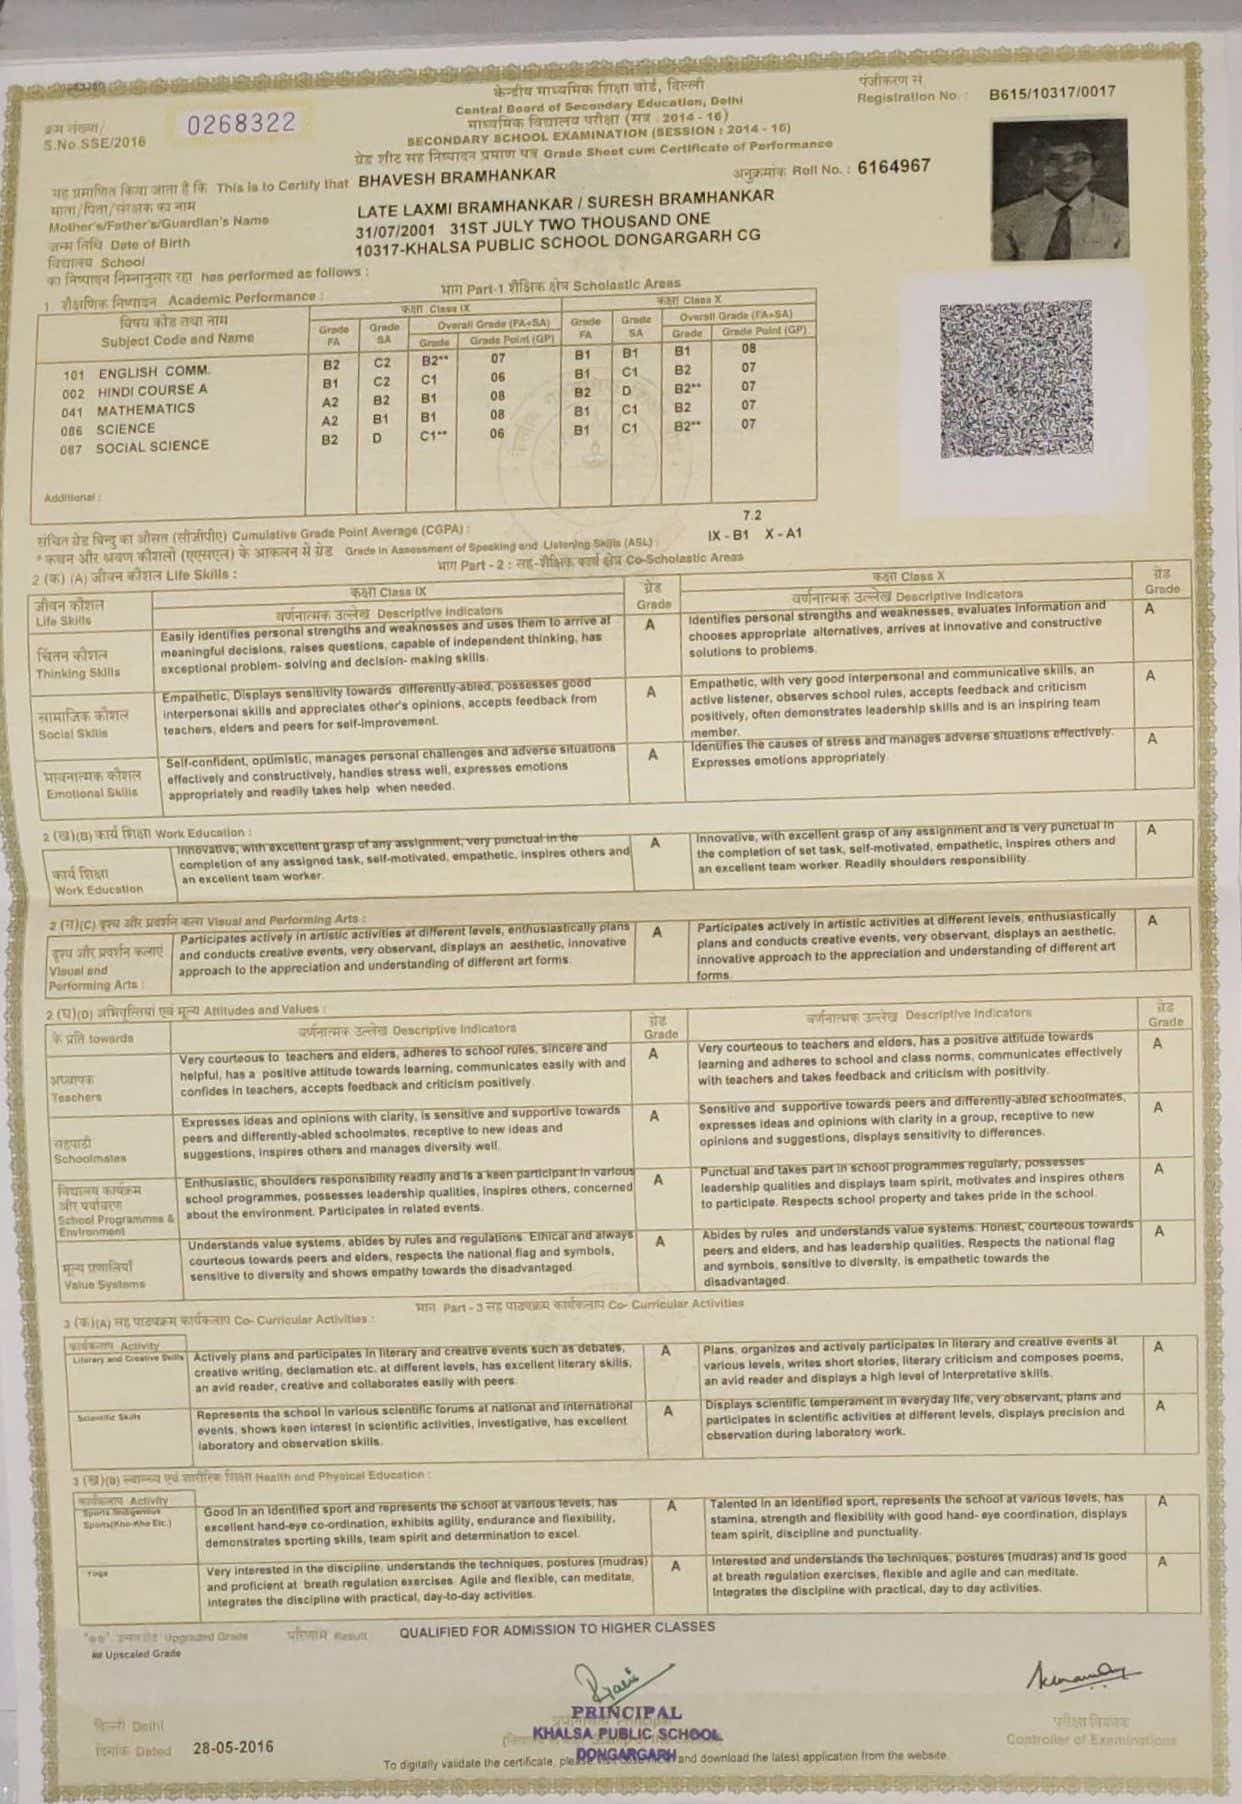 केन्द्रीय माध्यमिक शिक्षा बोर्ड, दिल्ली
Central Board of Secondary Education, Delhi
माध्यमिक विद्यालय परीक्षा (सत्र : 2014 - 16)
SECONDARY SCHOOL EXAMINATION (SESSION : 2014 - 16)
ग्रेड शीट सह निष्पादन प्रमाण पत्र Grade Sheet cum Certificate of Performance
क्रम संख्या/
S.No.SSE/2016 0268322
पंजीकरण सं.
Registration No. : B615/10317/0017
यह प्रमाणित किया जाता है कि This is to Certify that BHAVESH BRAMHANKAR
अनुक्रमांक Roll No. : 6164967
माता/पिता/संरक्षक का नाम
Mother's/Father's/Guardian's Name LATE LAXMI BRAMHANKAR / SURESH BRAMHANKAR
जन्म तिथि Date of Birth 31/07/2001 31ST JULY TWO THOUSAND ONE
विद्यालय School 10317-KHALSA PUBLIC SCHOOL DONGARGARH CG
का निष्पादन निम्नानुसार रहा has performed as follows :
भाग Part-1 शैक्षिक क्षेत्र Scholastic Areas
1 शैक्षणिक निष्पादन Academic Performance :
विषय कोड तथा नाम
Subject Code and Name
कक्षा Class IX कक्षा Class X
Grade FA Grade SA Overall Grade (FA+SA) Grade FA Grade SA Overall Grade (FA+SA)
Grade Grade Point (GP) Grade Grade Point (GP)
101 ENGLISH COMM. B2 C2 B2** 07 B1 B1 B1 08
002 HINDI COURSE A B1 C2 C1 06 B1 C1 B2 07
041 MATHEMATICS A2 B2 B1 08 B2 D B2** 07
086 SCIENCE A2 B1 B1 08 B1 C1 B2 07
087 SOCIAL SCIENCE B2 D C1** 06 B1 C1 B2** 07
Additional :
संचित ग्रेड बिन्दु का औसत (सीजीपीए) Cumulative Grade Point Average (CGPA) : 7.2
* कथन और श्रवण कौशलों (एएसएल) के आकलन में ग्रेड Grade in Assessment of Speaking and Listening Skills (ASL) : IX - B1 X - A1
भाग Part - 2 : सह-शैक्षिक कार्य क्षेत्र Co-Scholastic Areas
2 (क) (A) जीवन कौशल Life Skills :
जीवन कौशल
Life Skills
कक्षा Class IX ग्रेड कक्षा Class X ग्रेड
वर्णनात्मक उल्लेख Descriptive Indicators Grade वर्णनात्मक उल्लेख Descriptive Indicators Grade
चिंतन कौशल
Thinking Skills
Easily identifies personal strengths and weaknesses and uses them to arrive at
meaningful decisions, raises questions, capable of independent thinking, has
exceptional problem- solving and decision- making skills.
A
Identifies personal strengths and weaknesses, evaluates information and
chooses appropriate alternatives, arrives at innovative and constructive
solutions to problems.
A
सामाजिक कौशल
Social Skills
Empathetic, Displays sensitivity towards differently-abled, possesses good
interpersonal skills and appreciates other's opinions, accepts feedback from
teachers, elders and peers for self-improvement.
A
Empathetic, with very good interpersonal and communicative skills, an
active listener, observes school rules, accepts feedback and criticism
positively, often demonstrates leadership skills and is an inspiring team
member.
A
भावनात्मक कौशल
Emotional Skills
Self-confident, optimistic, manages personal challenges and adverse situations
effectively and constructively, handles stress well, expresses emotions
appropriately and readily takes help when needed.
A
Identifies the causes of stress and manages adverse situations effectively.
Expresses emotions appropriately
A
2 (ख)(B) कार्य शिक्षा Work Education :
कार्य शिक्षा
Work Education
Innovative, with excellent grasp of any assignment, very punctual in the
completion of any assigned task, self-motivated, empathetic, inspires others and
an excellent team worker.
A
Innovative, with excellent grasp of any assignment and is very punctual in
the completion of set task, self-motivated, empathetic, inspires others and
an excellent team worker. Readily shoulders responsibility.
A
2 (ग)(C) दृश्य और प्रदर्शन कला Visual and Performing Arts :
दृश्य और प्रदर्शन कलाएं
Visual and
Performing Arts :
Participates actively in artistic activities at different levels, enthusiastically plans
and conducts creative events, very observant, displays an aesthetic, innovative
approach to the appreciation and understanding of different art forms.
A
Participates actively in artistic activities at different levels, enthusiastically
plans and conducts creative events, very observant, displays an aesthetic,
innovative approach to the appreciation and understanding of different art
forms.
A
2 (घ)(D) अभिवृत्तियां एवं मूल्य Attitudes and Values :
के प्रति towards वर्णनात्मक उल्लेख Descriptive Indicators ग्रेड Grade वर्णनात्मक उल्लेख Descriptive Indicators ग्रेड Grade
अध्यापक
Teachers
Very courteous to teachers and elders, adheres to school rules, sincere and
helpful, has a positive attitude towards learning, communicates easily with and
confides in teachers, accepts feedback and criticism positively.
A
Very courteous to teachers and elders, has a positive attitude towards
learning and adheres to school and class norms, communicates effectively
with teachers and takes feedback and criticism with positivity.
A
सहपाठी
Schoolmates
Expresses ideas and opinions with clarity, is sensitive and supportive towards
peers and differently-abled schoolmates, receptive to new ideas and
suggestions, inspires others and manages diversity well.
A
Sensitive and supportive towards peers and differently-abled schoolmates,
expresses ideas and opinions with clarity in a group, receptive to new
opinions and suggestions, displays sensitivity to differences.
A
विद्यालय कार्यक्रम
और पर्यावरण
School Programmes &
Environment
Enthusiastic, shoulders responsibility readily and is a keen participant in various
school programmes, possesses leadership qualities, inspires others, concerned
about the environment. Participates in related events.
A
Punctual and takes part in school programmes regularly, possesses
leadership qualities and displays team spirit, motivates and inspires others
to participate. Respects school property and takes pride in the school.
A
मूल्य प्रणालियाँ
Value Systems
Understands value systems, abides by rules and regulations. Ethical and always
courteous towards peers and elders, respects the national flag and symbols,
sensitive to diversity and shows empathy towards the disadvantaged.
A
Abides by rules and understands value systems. Honest, courteous towards
peers and elders, and has leadership qualities. Respects the national flag
and symbols, sensitive to diversity, is empathetic towards the
disadvantaged.
A
भाग Part - 3 सह पाठ्यक्रम कार्यकलाप Co- Curricular Activities
3 (क)(A) सह पाठ्यक्रम कार्यकलाप Co- Curricular Activities :
कार्यकलाप Activity
Literary and Creative Skills
Actively plans and participates in literary and creative events such as debates,
creative writing, declamation etc. at different levels, has excellent literary skills,
an avid reader, creative and collaborates easily with peers.
A
Plans, organizes and actively participates in literary and creative events at
various levels, writes short stories, literary criticism and composes poems,
an avid reader and displays a high level of interpretative skills.
A
Scientific Skills
Represents the school in various scientific forums at national and international
events, shows keen interest in scientific activities, investigative, has excellent
laboratory and observation skills.
A
Displays scientific temperament in everyday life, very observant, plans and
participates in scientific activities at different levels, displays precision and
observation during laboratory work.
A
3 (ख)(B) स्वास्थ्य एवं शारीरिक शिक्षा Health and Physical Education :
कार्यकलाप Activity
Sports/Indigenous
Sports(Kho-Kho Etc.)
Good in an identified sport and represents the school at various levels, has
excellent hand-eye co-ordination, exhibits agility, endurance and flexibility,
demonstrates sporting skills, team spirit and determination to excel.
A
Talented in an identified sport, represents the school at various levels, has
stamina, strength and flexibility with good hand- eye coordination, displays
team spirit, discipline and punctuality.
A
Yoga
Very interested in the discipline, understands the techniques, postures (mudras)
and proficient at breath regulation exercises. Agile and flexible, can meditate,
integrates the discipline with practical, day-to-day activities.
A
Interested and understands the techniques, postures (mudras) and is good
at breath regulation exercises, flexible and agile and can meditate.
Integrates the discipline with practical, day to day activities.
A
"**" उन्नत ग्रेड Upgraded Grade परिणाम Result QUALIFIED FOR ADMISSION TO HIGHER CLASSES
## Upscaled Grade
PRINCIPAL
KHALSA PUBLIC SCHOOL
DONGARGARH
दिल्ली Delhi
दिनांक Dated 28-05-2016
परीक्षा नियंत्रक
Controller of Examinations
To digitally validate the certificate, and download the latest application from the website.